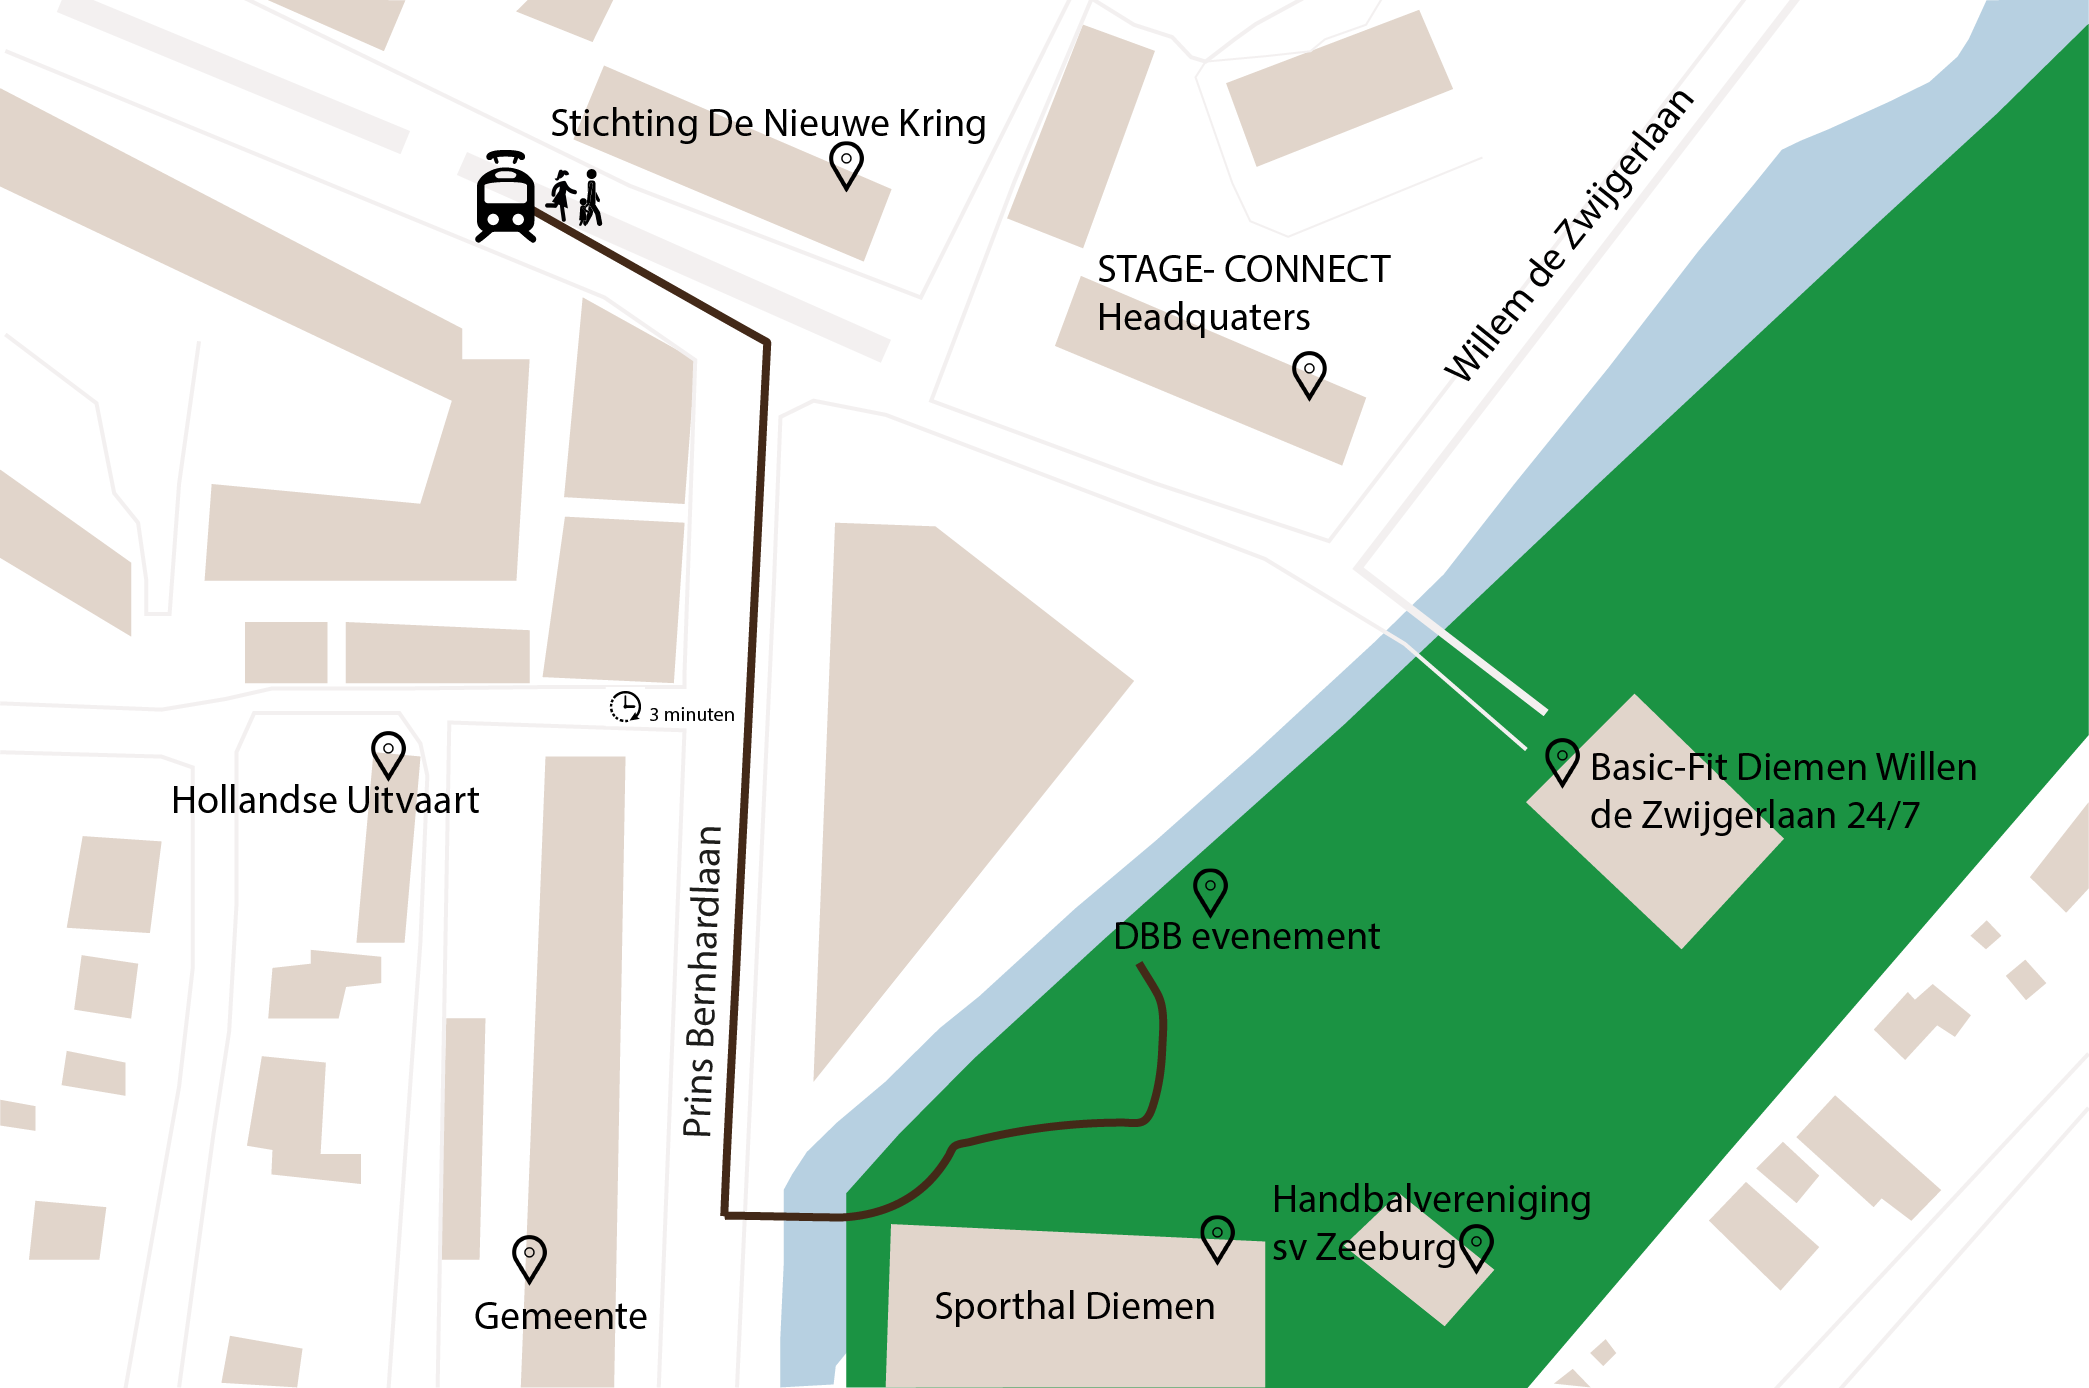 Stichting De Nieuwe Kring
STAGE- CONNECT
Headquaters
Willem de Zwijgerlaan
3 minuten
Hollandse Uitvaart
Basic-Fit Diemen Willen
de Zwijgerlaan 24/7
Prins Bernhardlaan
DBB evenement
Handbalvereniging
sv Zeeburg
Gemeente
Sporthal Diemen